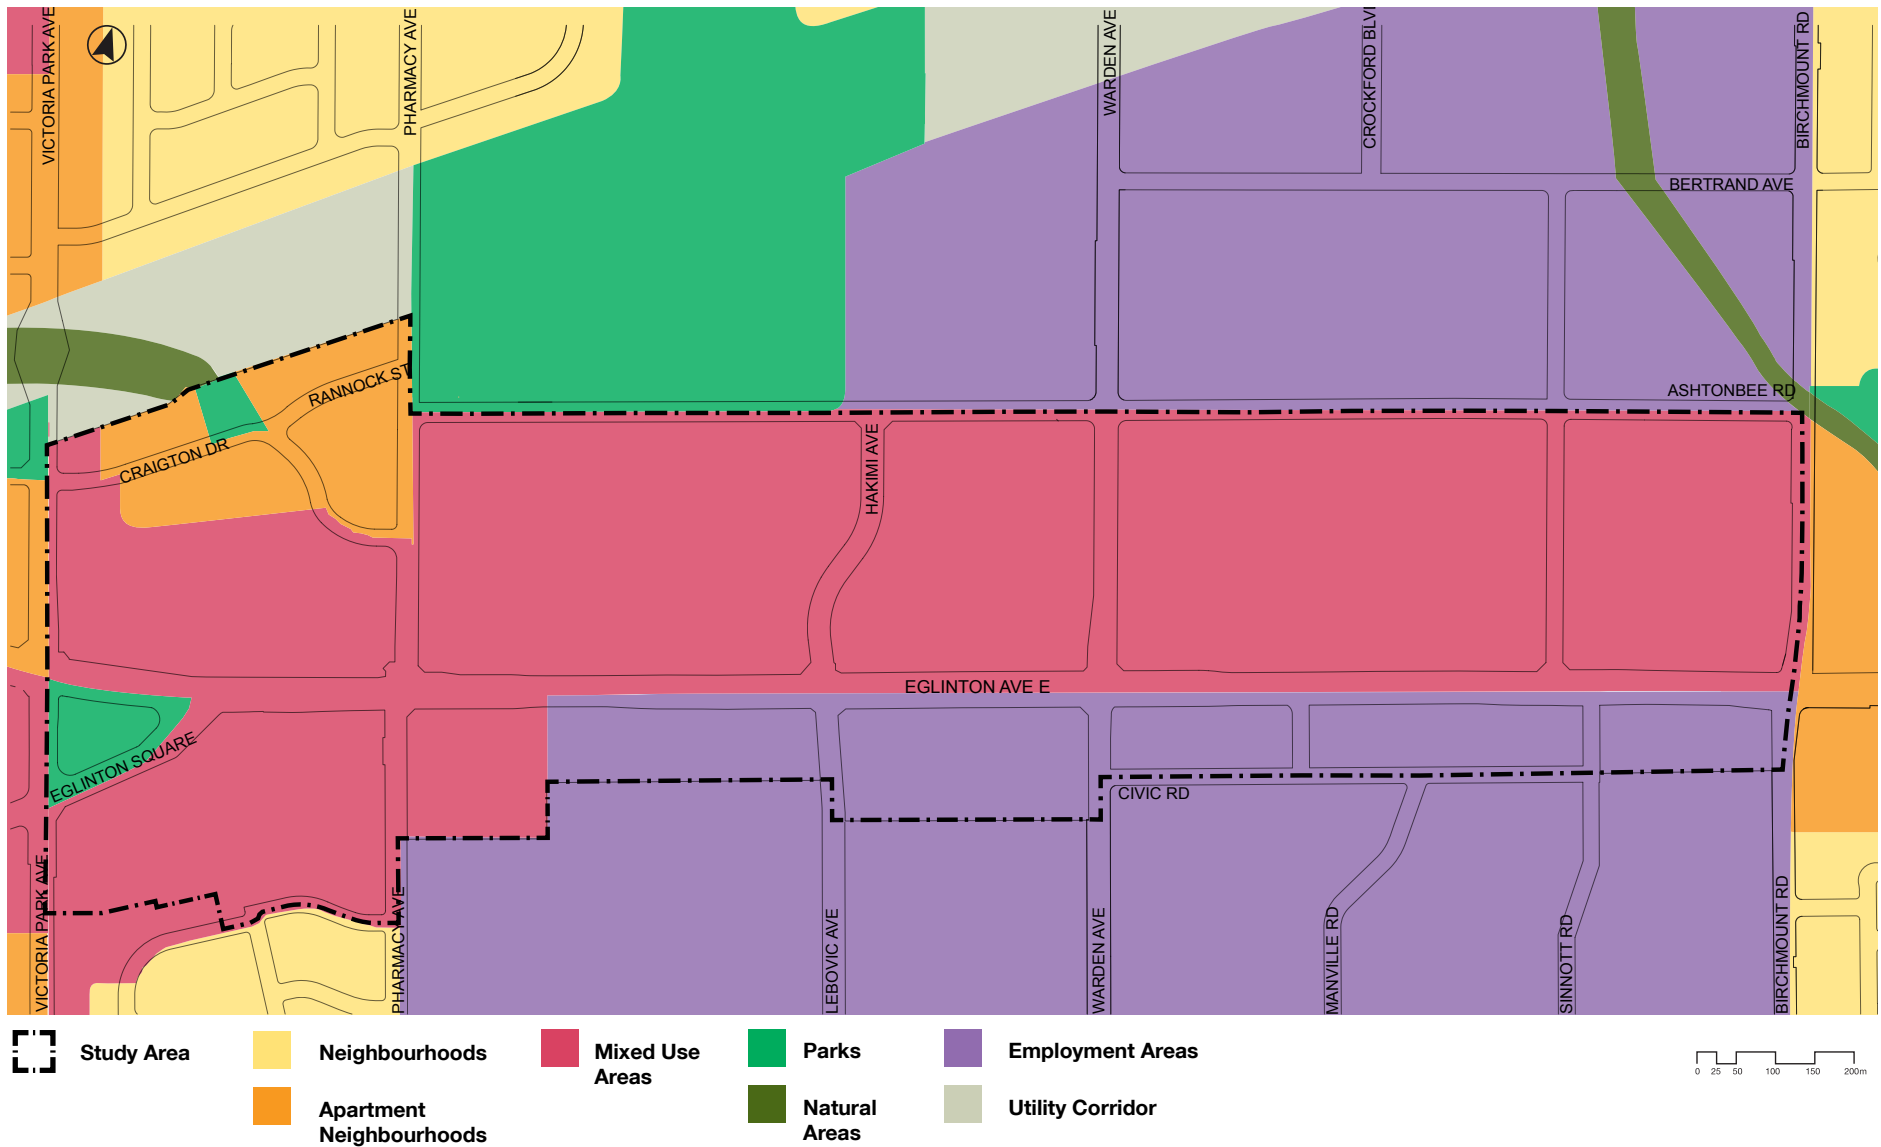 VICTORIA PARK AVE
PHARMACY AVE
WARDEN AVE
CROCKFORD BLVD
BIRCHMOUNT RD
BERTRAND AVE
RANNOCK ST
ASHTONBEE RD
CRAIGTON DR
HAKIMI AVE
EGLINTON AVE E
EGLINTON SQUARE
CIVIC RD
VICTORIA PARK AVE
PHARMACY AVE
LEBOVIC AVE
WARDEN AVE
MANVILLE RD
SINNOTT RD
BIRCHMOUNT RD
Study Area
Neighbourhoods
Apartment
Neighbourhoods
Mixed Use
Areas
Parks
Natural
Areas
Employment Areas
Utility Corridor
0 25 50 100 150 200m